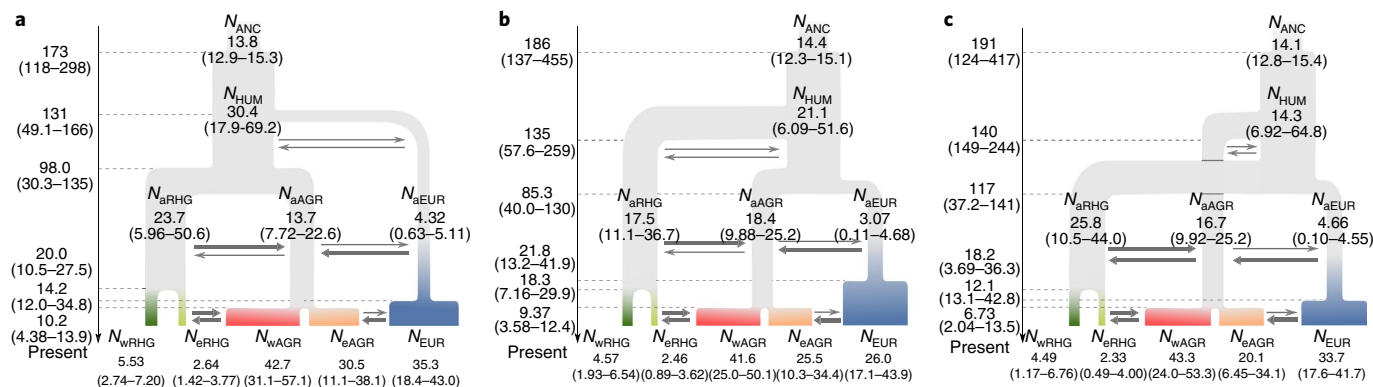 a
N_ANC
13.8
(12.9–15.3)
173
(118–298)
N_HUM
30.4
(17.9-69.2)
131
(49.1–166)
98.0
(30.3–135)
N_aRHG
23.7
(5.96–50.6)
N_aAGR
13.7
(7.72–22.6)
N_aEUR
4.32
(0.63–5.11)
20.0
(10.5–27.5)
14.2
(12.0–34.8)
10.2
(4.38–13.9)
Present
N_wRHG N_eRHG N_wAGR N_eAGR N_EUR
5.53 2.64 42.7 30.5 35.3
(2.74–7.20) (1.42–3.77) (31.1–57.1) (11.1–38.1) (18.4–43.0)
b
N_ANC
14.4
(12.3–15.1)
186
(137–455)
N_HUM
21.1
(6.09–51.6)
135
(57.6–259)
85.3
(40.0–130)
N_aRHG
17.5
(11.1–36.7)
N_aAGR
18.4
(9.88–25.2)
N_aEUR
3.07
(0.11–4.68)
21.8
(13.2–41.9)
18.3
(7.16–29.9)
9.37
(3.58–12.4)
Present
N_wRHG N_eRHG N_wAGR N_eAGR N_EUR
4.57 2.46 41.6 25.5 26.0
(1.93–6.54) (0.89–3.62) (25.0–50.1) (10.3–34.4) (17.1–43.9)
c
N_ANC
14.1
(12.8–15.4)
191
(124–417)
N_HUM
14.3
(6.92–64.8)
140
(149–244)
117
(37.2–141)
N_aRHG
25.8
(10.5–44.0)
N_aAGR
16.7
(9.92–25.2)
N_aEUR
4.66
(0.10–4.55)
18.2
(3.69–36.3)
12.1
(13.1–42.8)
6.73
(2.04–13.5)
Present
N_wRHG N_eRHG N_wAGR N_eAGR N_EUR
4.49 2.33 43.3 20.1 33.7
(1.17–6.76) (0.49–4.00) (24.0–53.3) (6.45–34.1) (17.6–41.7)